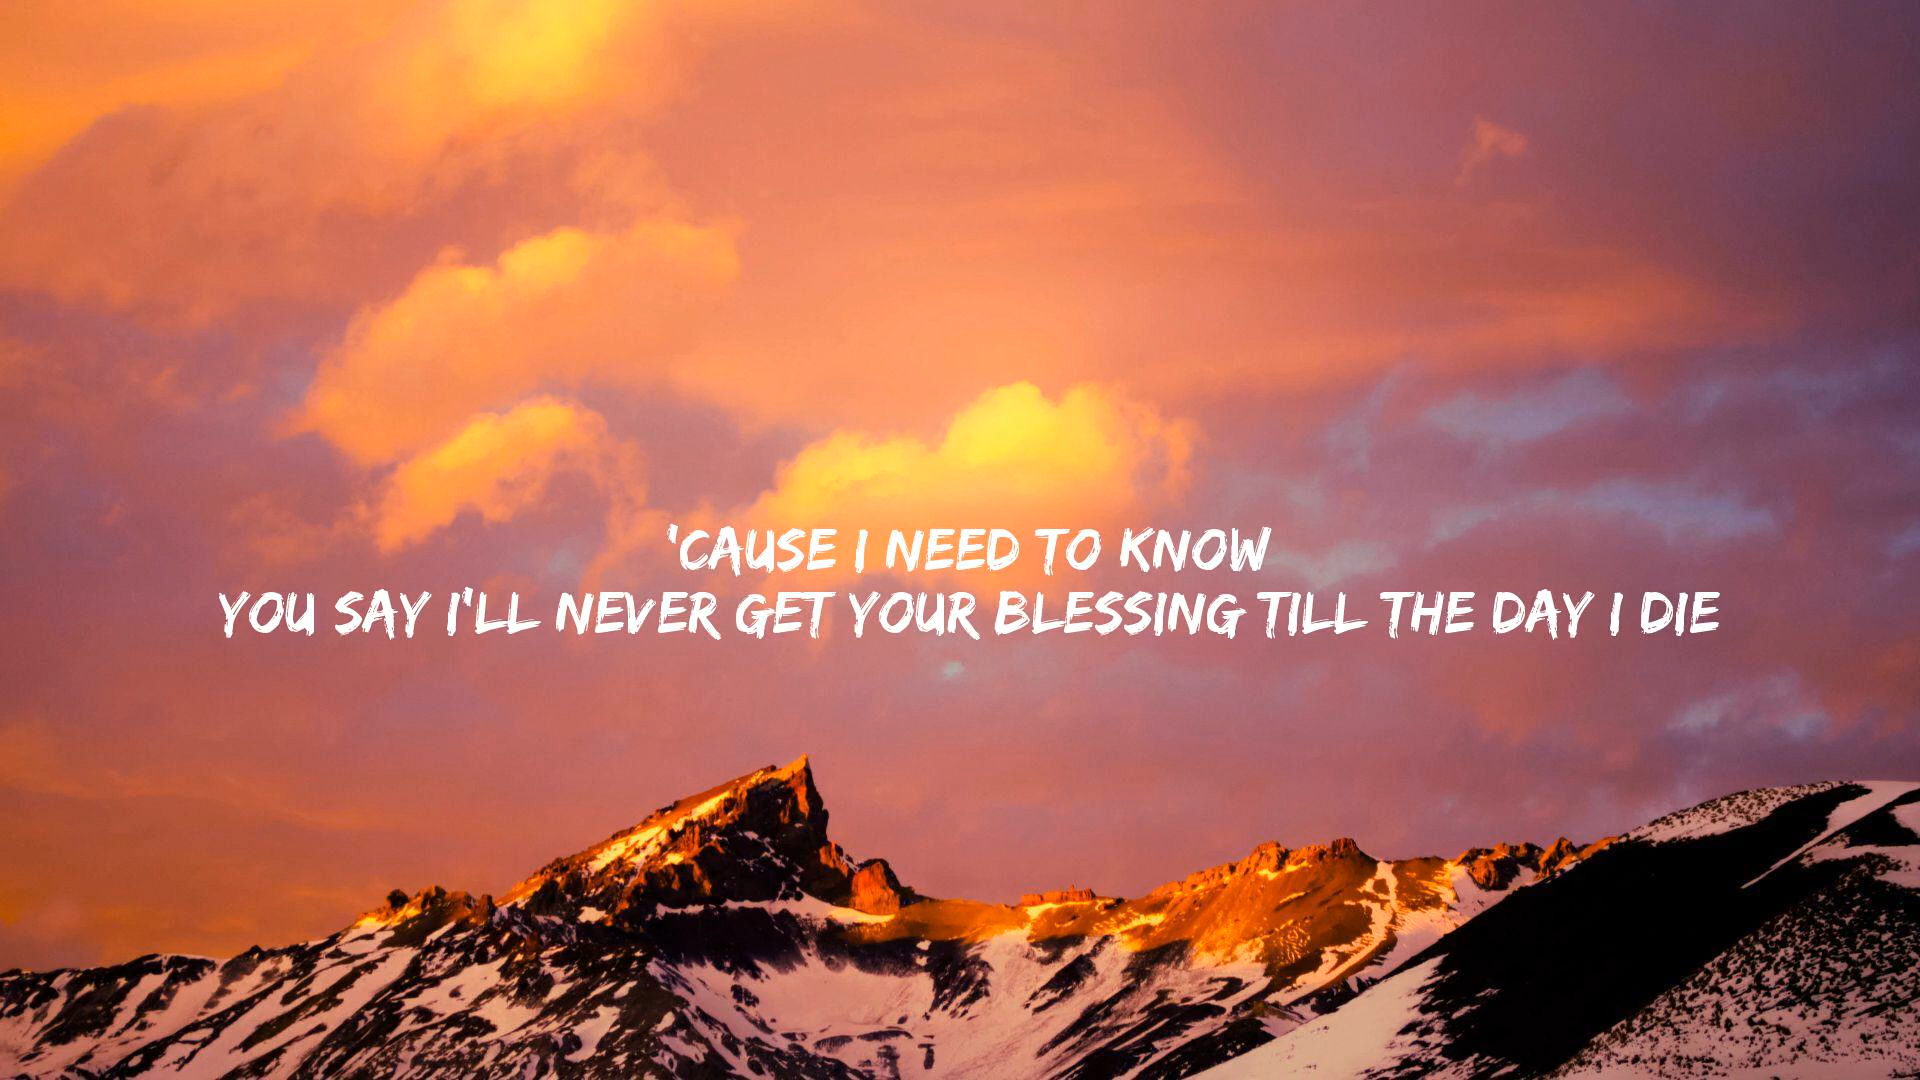 'CAUSE I NEED TO KNOW
YOU SAY I'LL NEVER GET YOUR BLESSING TILL THE DAY I DIE